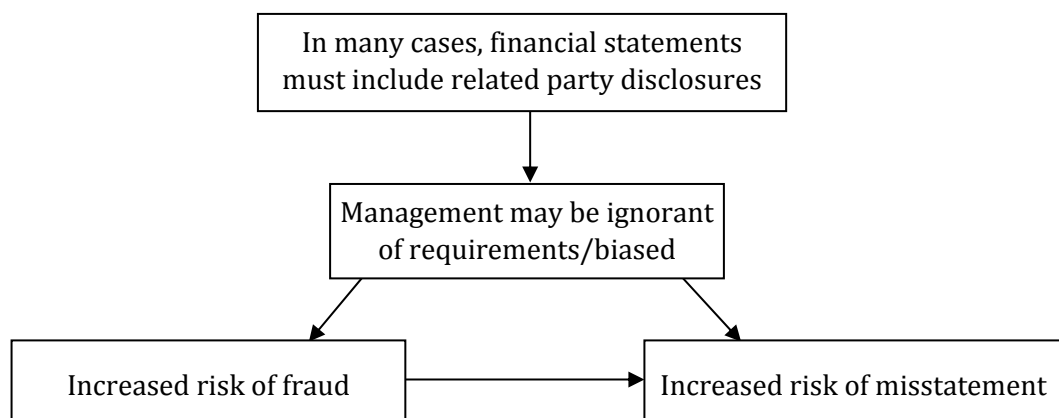 In many cases, financial statements
must include related party disclosures
Management may be ignorant
of requirements/biased
Increased risk of fraud
Increased risk of misstatement